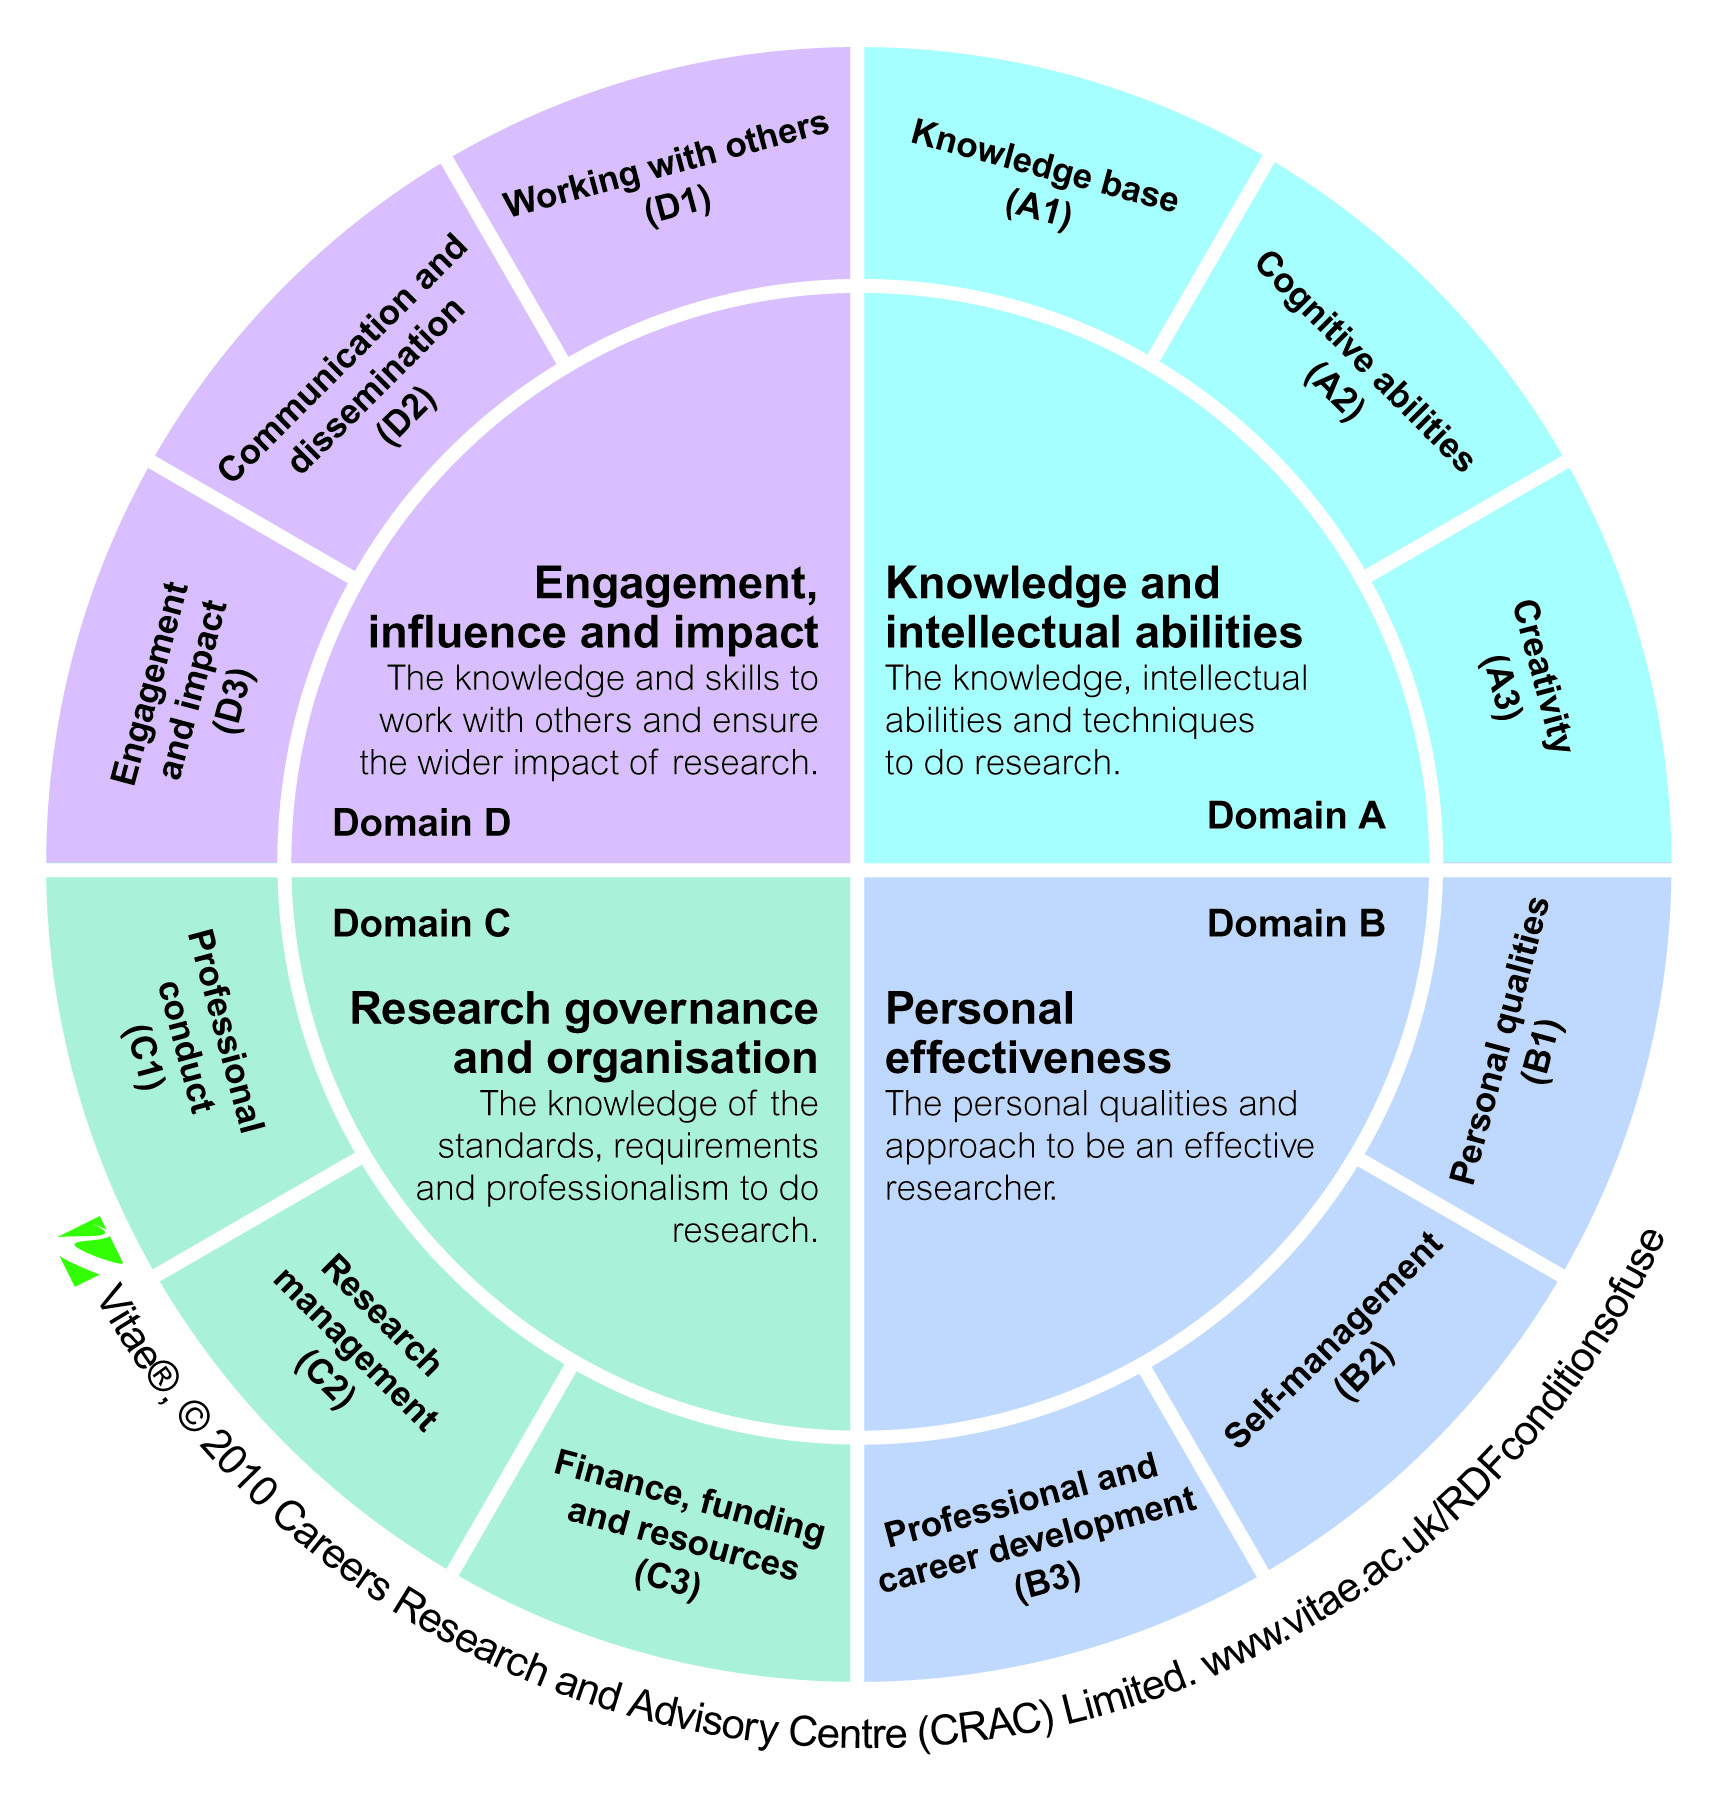 Working with others
(D1)
Knowledge base
(A1)
Communication and
dissemination
(D2)
Cognitive abilities
(A2)
Engagement
and impact
(D3)
Creativity
(A3)
Engagement,
influence and impact
The knowledge and skills to
work with others and ensure
the wider impact of research.
Domain D
Knowledge and
intellectual abilities
The knowledge, intellectual
abilities and techniques
to do research.
Domain A
Domain C
Research governance
and organisation
The knowledge of the
standards, requirements
and professionalism to do
research.
Domain B
Personal
effectiveness
The personal qualities and
approach to be an effective
researcher.
Professional
conduct
(C1)
Personal qualities
(B1)
Research
management
(C2)
Self-management
(B2)
Finance, funding
and resources
(C3)
Professional and
career development
(B3)
Vitae®, © 2010 Careers Research and Advisory Centre (CRAC) Limited. www.vitae.ac.uk/RDFconditionsofuse